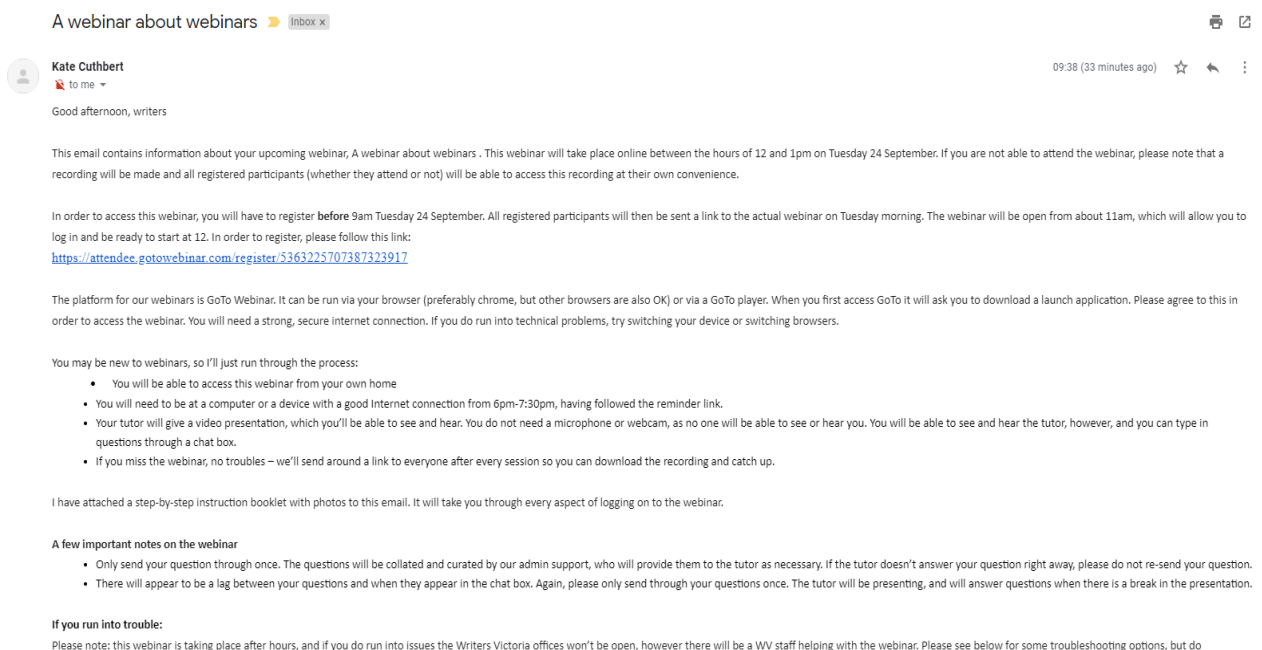 A webinar about webinars Inbox x
Kate Cuthbert 09:38 (33 minutes ago)
to me
Good afternoon, writers
This email contains information about your upcoming webinar, A webinar about webinars . This webinar will take place online between the hours of 12 and 1pm on Tuesday 24 September. If you are not able to attend the webinar, please note that a
recording will be made and all registered participants (whether they attend or not) will be able to access this recording at their own convenience.
In order to access this webinar, you will have to register before 9am Tuesday 24 September. All registered participants will then be sent a link to the actual webinar on Tuesday morning. The webinar will be open from about 11am, which will allow you to
log in and be ready to start at 12. In order to register, please follow this link:
https://attendee.gotowebinar.com/register/5363225707387323917
The platform for our webinars is GoTo Webinar. It can be run via your browser (preferably chrome, but other browsers are also OK) or via a GoTo player. When you first access GoTo it will ask you to download a launch application. Please agree to this in
order to access the webinar. You will need a strong, secure internet connection. If you do run into technical problems, try switching your device or switching browsers.
You may be new to webinars, so I'll just run through the process:
• You will be able to access this webinar from your own home
• You will need to be at a computer or a device with a good Internet connection from 6pm-7:30pm, having followed the reminder link.
• Your tutor will give a video presentation, which you'll be able to see and hear. You do not need a microphone or webcam, as no one will be able to see or hear you. You will be able to see and hear the tutor, however, and you can type in
questions through a chat box.
• If you miss the webinar, no troubles – we'll send around a link to everyone after every session so you can download the recording and catch up.
I have attached a step-by-step instruction booklet with photos to this email. It will take you through every aspect of logging on to the webinar.
A few important notes on the webinar
• Only send your question through once. The questions will be collated and curated by our admin support, who will provide them to the tutor as necessary. If the tutor doesn't answer your question right away, please do not re-send your question.
• There will appear to be a lag between your questions and when they appear in the chat box. Again, please only send through your questions once. The tutor will be presenting, and will answer questions when there is a break in the presentation.
If you run into trouble:
Please note: this webinar is taking place after hours, and if you do run into issues the Writers Victoria offices won't be open, however there will be a WV staff helping with the webinar. Please see below for some troubleshooting options, but do